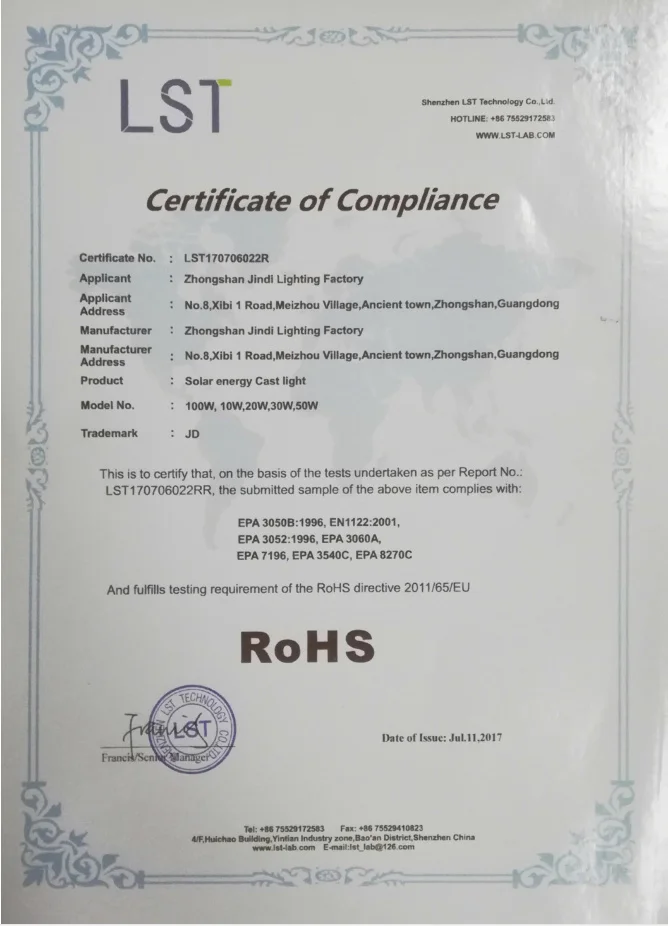 LST
Shenzhen LST Technology Co.,Ltd.
HOTLINE: +86 75529172583
WWW.LST-LAB.COM
Certificate of Compliance
Certificate No. : LST170706022R
Applicant : Zhongshan Jindi Lighting Factory
Applicant Address : No.8,Xibi 1 Road,Meizhou Village,Ancient town,Zhongshan,Guangdong
Manufacturer : Zhongshan Jindi Lighting Factory
Manufacturer Address : No.8,Xibi 1 Road,Meizhou Village,Ancient town,Zhongshan,Guangdong
Product : Solar energy Cast light
Model No. : 100W, 10W,20W,30W,50W
Trademark : JD
This is to certify that, on the basis of the tests undertaken as per Report No.:
LST170706022RR, the submitted sample of the above item complies with:
EPA 3050B:1996, EN1122:2001,
EPA 3052:1996, EPA 3060A,
EPA 7196, EPA 3540C, EPA 8270C
And fulfills testing requirement of the RoHS directive 2011/65/EU
RoHS
SHENZHEN LST TECHNOLOGY CO.LTD
LST
Francis
Francis/Senior Manager
Date of Issue: Jul.11,2017
Tel: +86 75529172583 Fax: +86 75529410823
4/F,Huichao Building,Yintian Industry zone,Bao'an District,Shenzhen China
www.lst-lab.com E-mail:lst_lab@126.com